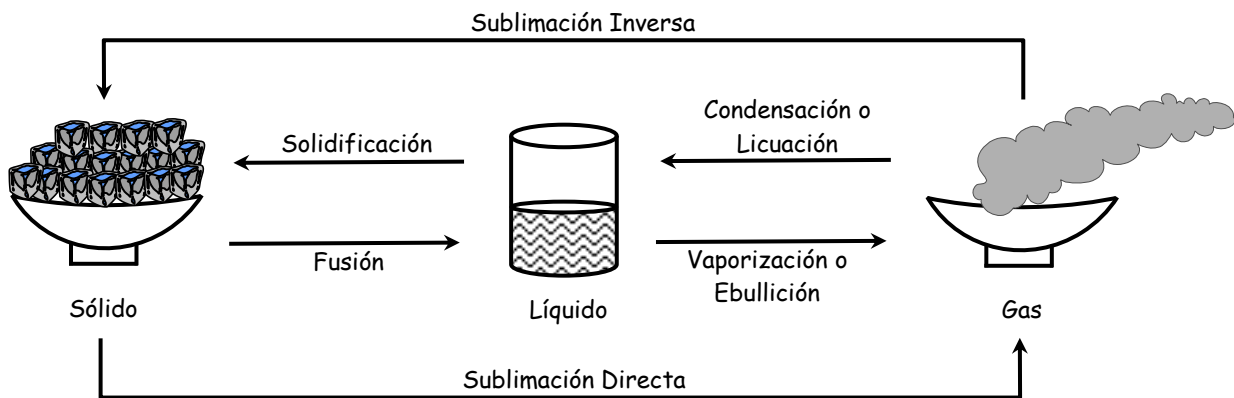 Sublimación Inversa
Condensación o
Licuación
Solidificación
Fusión
Vaporización o
Ebullición
Sólido
Líquido
Gas
Sublimación Directa